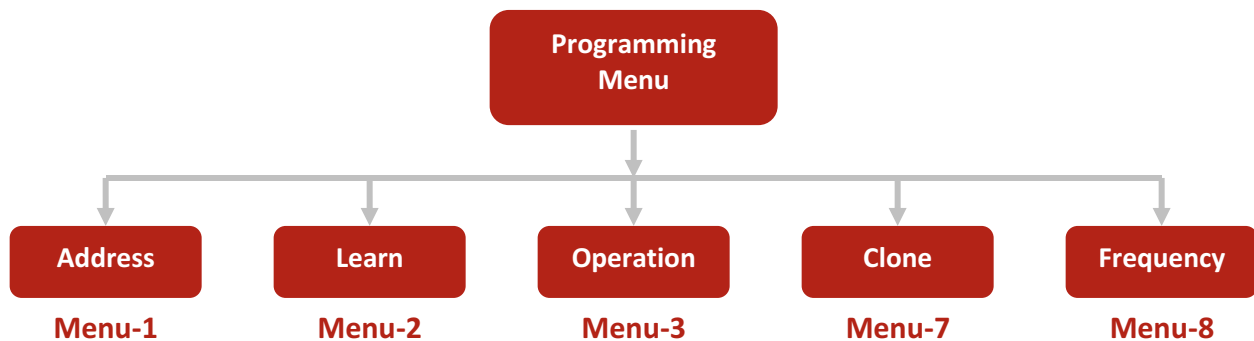 Programming
Menu
Address
Learn
Operation
Clone
Frequency
Menu-1
Menu-2
Menu-3
Menu-7
Menu-8